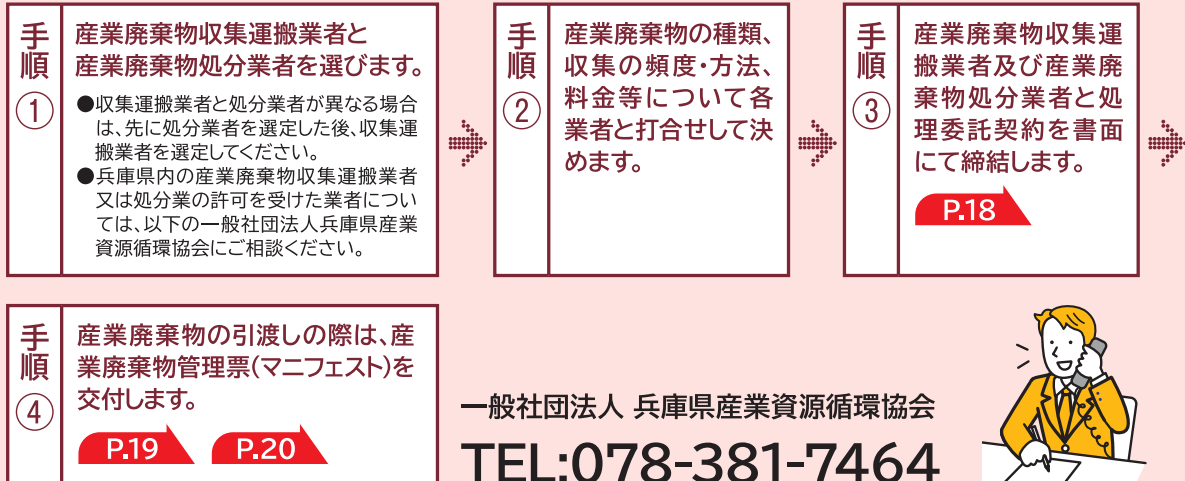 手順①
産業廃棄物収集運搬業者と
産業廃棄物処分業者を選びます。
●収集運搬業者と処分業者が異なる場合
は、先に処分業者を選定した後、収集運
搬業者を選定してください。
●兵庫県内の産業廃棄物収集運搬業者
又は処分業の許可を受けた業者につい
ては、以下の一般社団法人兵庫県産業
資源循環協会にご相談ください。
手順②
産業廃棄物の種類、
収集の頻度・方法、
料金等について各
業者と打合せして決
めます。
手順③
産業廃棄物収集運
搬業者及び産業廃
棄物処分業者と処
理委託契約を書面
にて締結します。
P.18
手順④
産業廃棄物の引渡しの際は、産
業廃棄物管理票(マニフェスト)を
交付します。
P.19 P.20
一般社団法人 兵庫県産業資源循環協会
TEL:078-381-7464